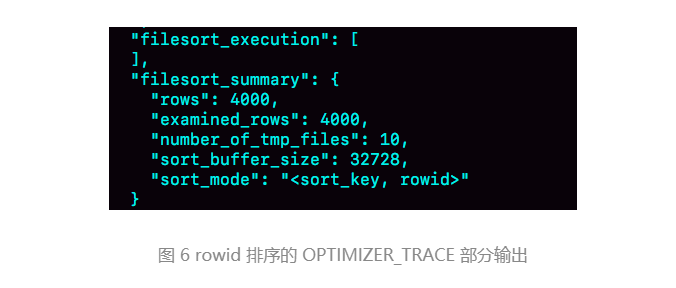 "filesort_execution": [
],
"filesort_summary": {
"rows": 4000,
"examined_rows": 4000,
"number_of_tmp_files": 10,
"sort_buffer_size": 32728,
"sort_mode": "<sort_key, rowid>"
}
图 6 rowid 排序的 OPTIMIZER_TRACE 部分输出